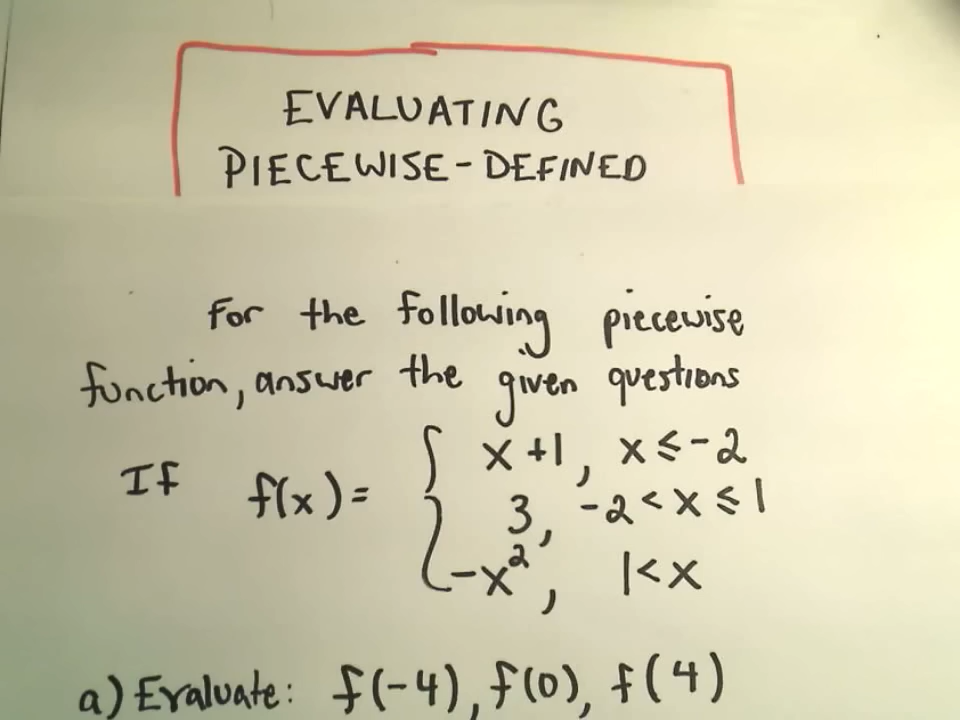 EVALUATING
PIECEWISE-DEFINED
For the following piecewise
function, answer the given questions
If f(x) = { x+1, x ≤ -2
3, -2 < x ≤ 1
-x², 1 < x
a) Evaluate: f(-4), f(0), f(4)